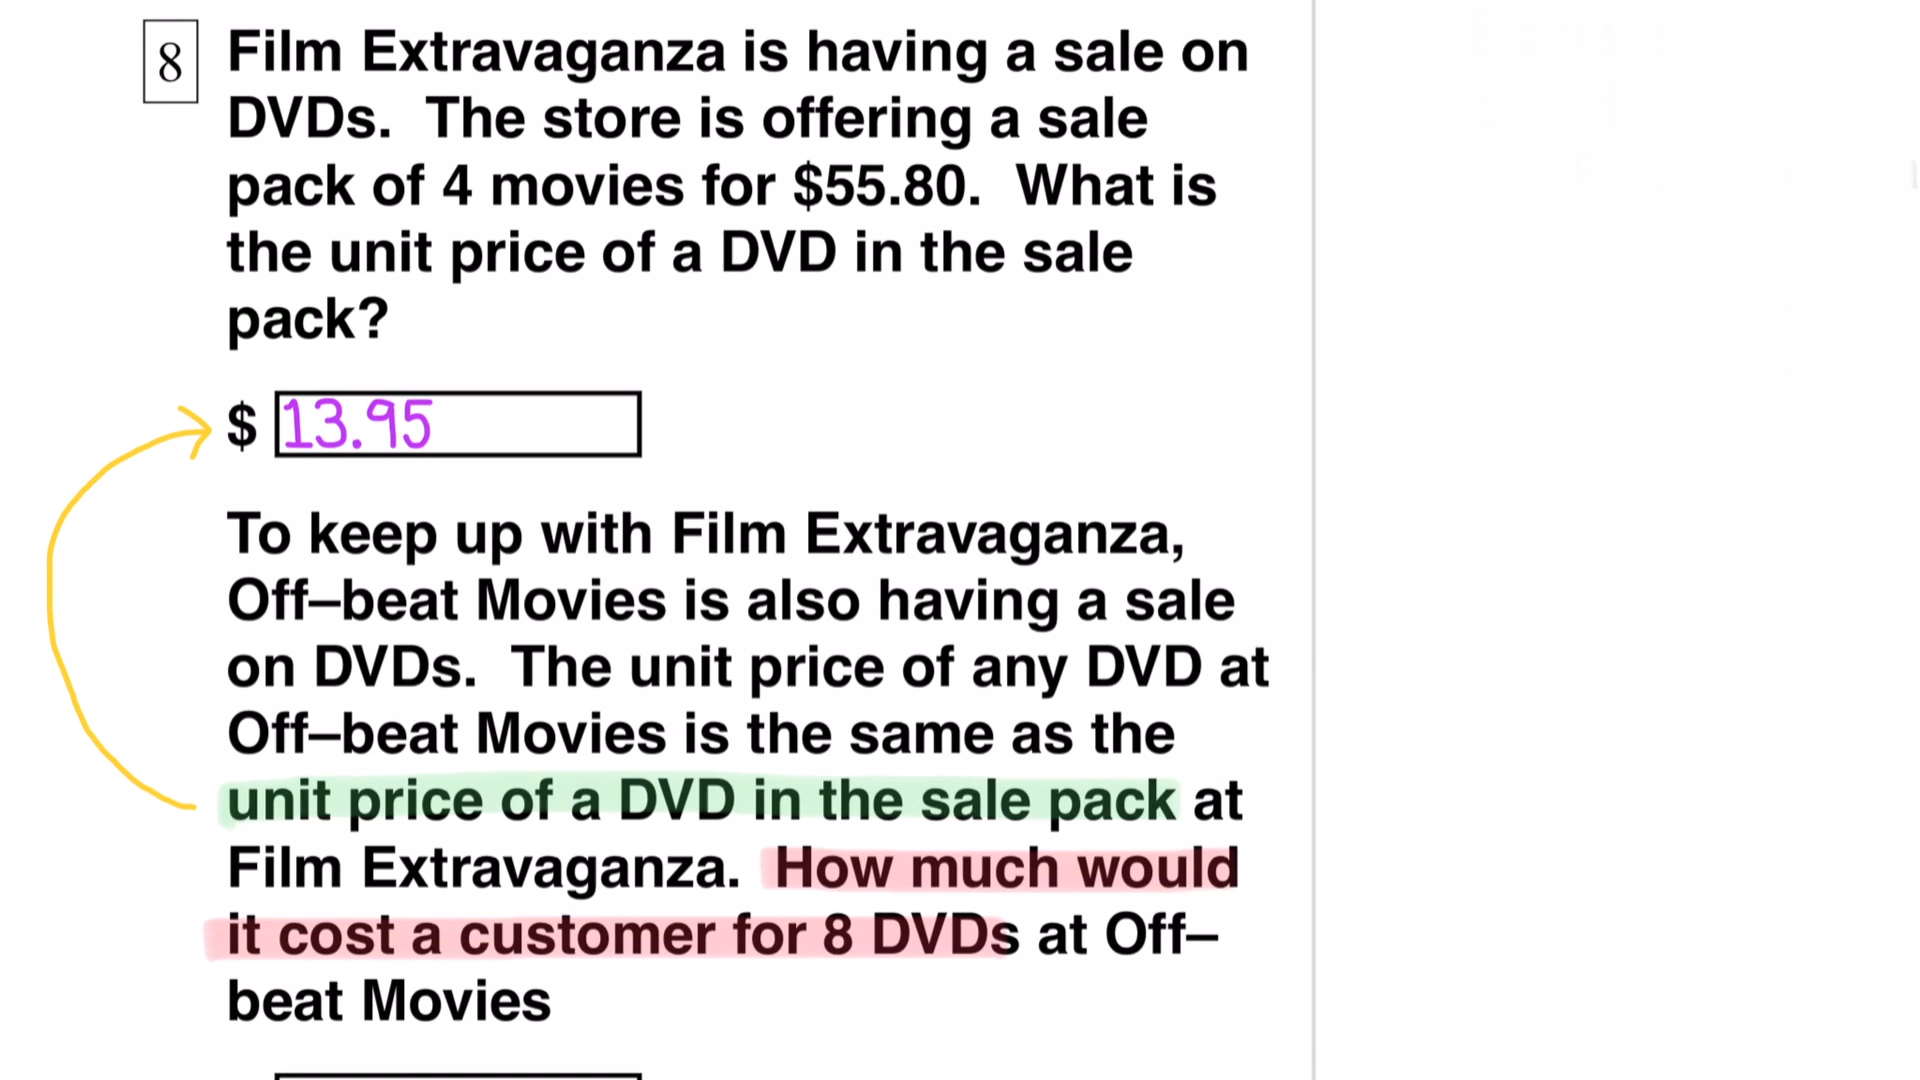 8 Film Extravaganza is having a sale on
DVDs. The store is offering a sale
pack of 4 movies for $55.80. What is
the unit price of a DVD in the sale
pack?
$ 13.95
To keep up with Film Extravaganza,
Off–beat Movies is also having a sale
on DVDs. The unit price of any DVD at
Off–beat Movies is the same as the
unit price of a DVD in the sale pack at
Film Extravaganza. How much would
it cost a customer for 8 DVDs at Off–
beat Movies